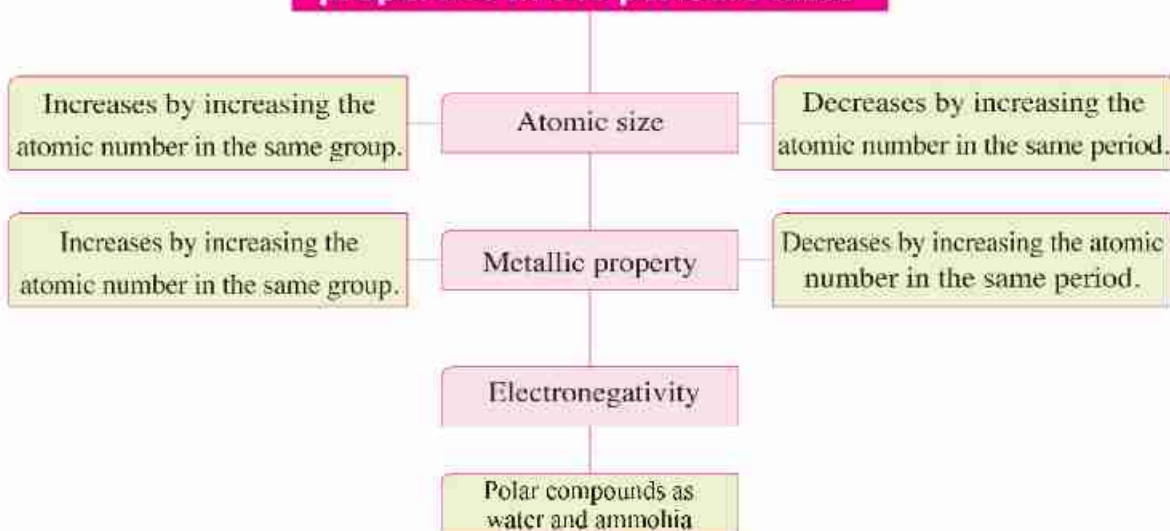 Increases by increasing the
atomic number in the same group.
Atomic size
Decreases by increasing the
atomic number in the same period.
Increases by increasing the
atomic number in the same group.
Metallic property
Decreases by increasing the atomic
number in the same period.
Electronegativity
Polar compounds as
water and ammohia